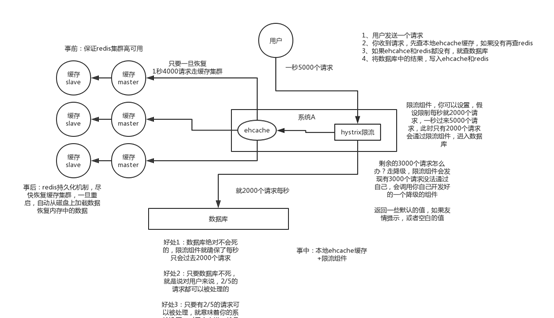 用户
事前：保证redis集群高可用
1、用户发送一个请求
2、你收到请求，先查本地ehcache缓存，如果没有再查redis
3、如果ehcahce和redis都没有，就查数据库
4、将数据库中的结果，写入ehcache和redis
只要一旦恢复
1秒4000请求走缓存集群
一秒5000个请求
缓存
slave
缓存
master
缓存
slave
缓存
master
缓存
slave
缓存
master
系统A
ehcache
hystrix限流
限流组件，你可以设置，假
设限制每秒就2000个请
求，一秒过来5000个请
求，此时只有2000个请求
会通过限流组件，进入数据
库
剩余的3000个请求怎么
办？走降级，限流组件会发
现有3000个请求没法通过
自己，会调用你自己开发好
的一个降级的组件
返回一些默认的值，如果友
情提示，或者空白的值
事后：redis持久化机制，尽
快恢复缓存集群，一旦重
启，自动从磁盘上加载数据
恢复内存中的数据
就2000个请求每秒
数据库
好处1：数据库绝对不会死
的，限流组件就确保了每秒
只会过去2000个请求
事中：本地ehcache缓存
+限流组件
好处2：只要数据库不死，
就是说对用户来说，2/5的
请求都可以被处理的
好处3：只要有2/5的请求可
以被处理，就意味着你的系